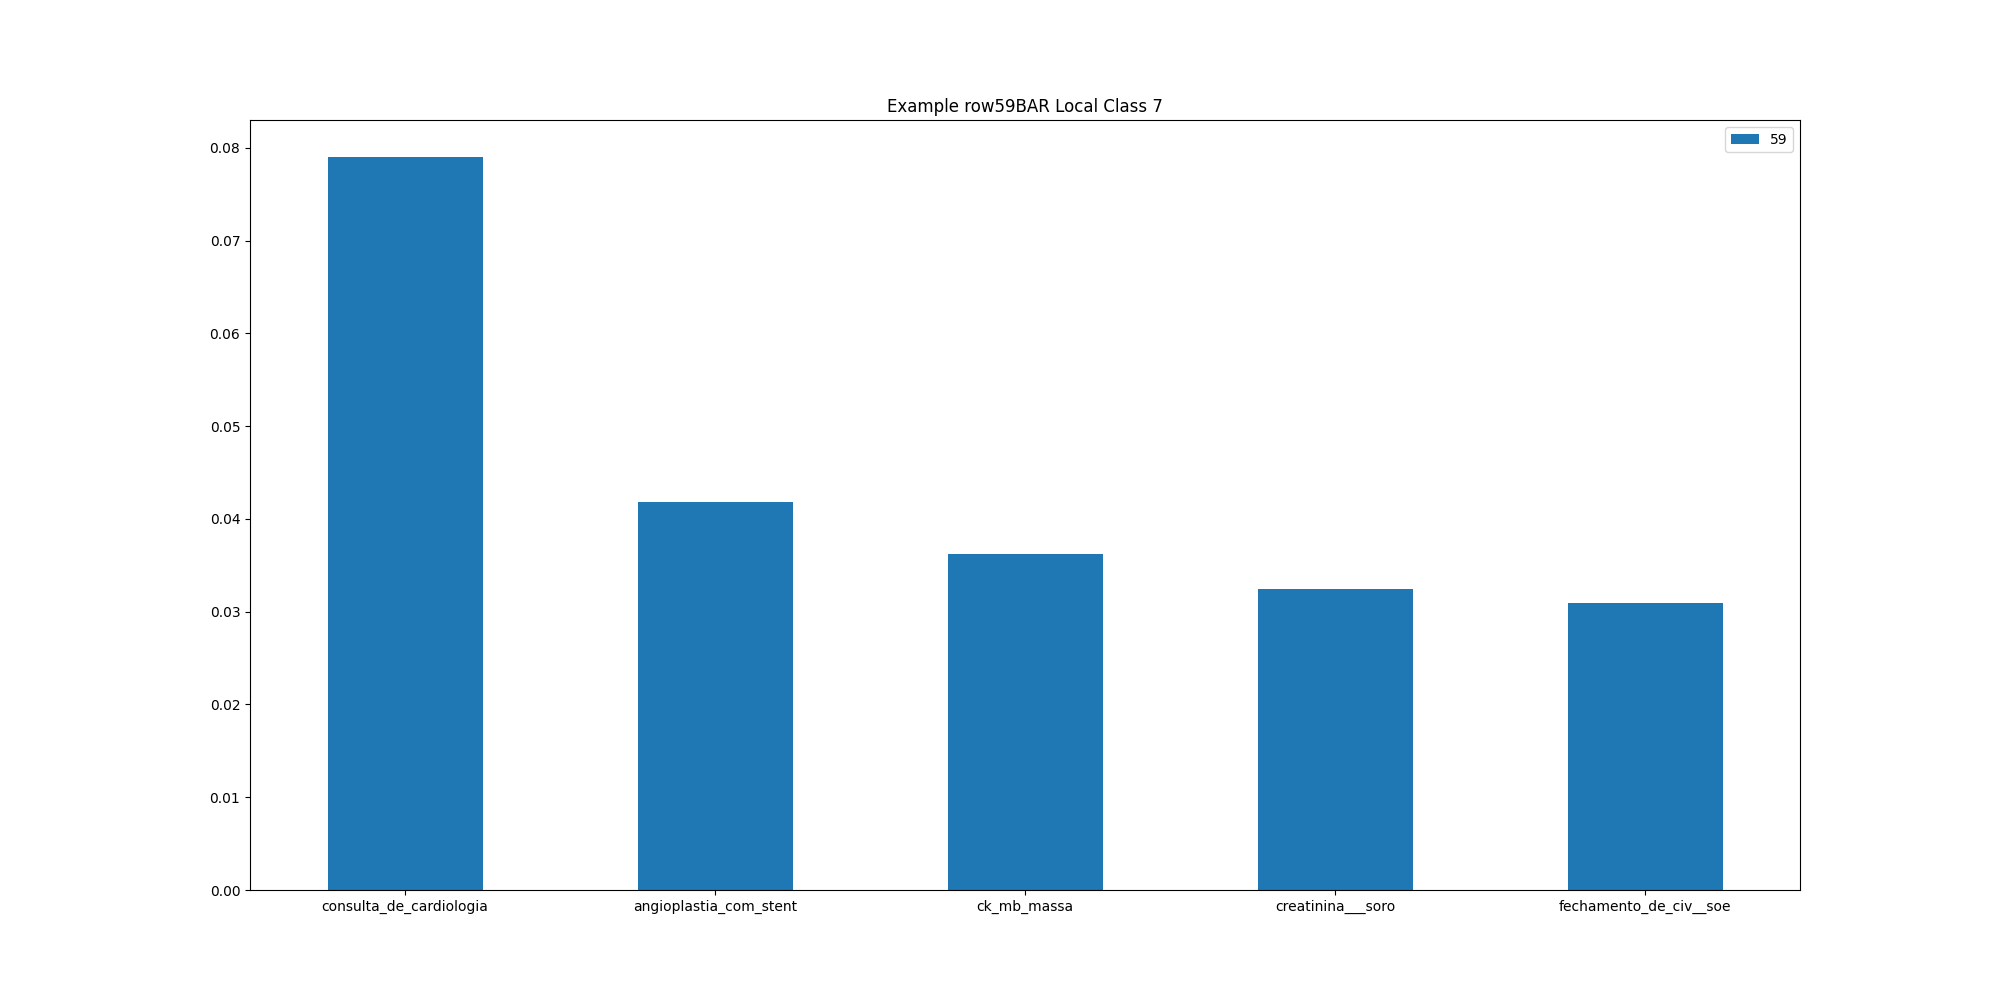 Example row59BAR Local Class 7
59
0.08
0.07
0.06
0.05
0.04
0.03
0.02
0.01
0.00
consulta_de_cardiologia
angioplastia_com_stent
ck_mb_massa
creatinina___soro
fechamento_de_civ__soe